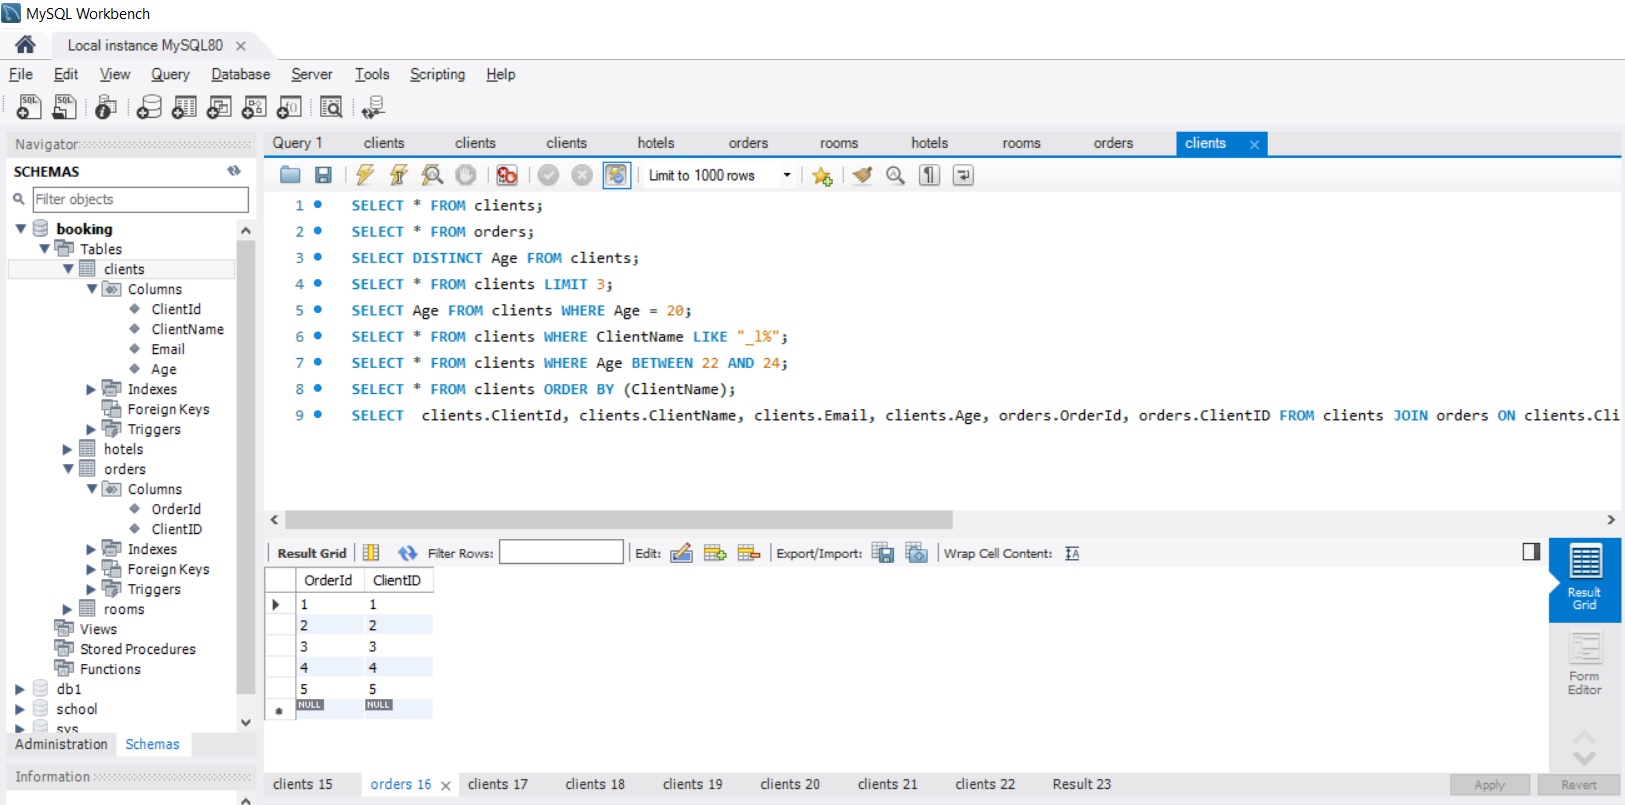 MySQL Workbench
Local instance MySQL80
File Edit View Query Database Server Tools Scripting Help
Navigator
SCHEMAS
Filter objects
booking
Tables
clients
Columns
ClientId
ClientName
Email
Age
Indexes
Foreign Keys
Triggers
hotels
orders
Columns
OrderId
ClientID
Indexes
Foreign Keys
Triggers
rooms
Views
Stored Procedures
Functions
db1
school
sys
Administration Schemas
Information
Query 1 clients clients clients hotels orders rooms hotels rooms orders clients
Limit to 1000 rows
1 SELECT * FROM clients;
2 SELECT * FROM orders;
3 SELECT DISTINCT Age FROM clients;
4 SELECT * FROM clients LIMIT 3;
5 SELECT Age FROM clients WHERE Age = 20;
6 SELECT * FROM clients WHERE ClientName LIKE "_l%";
7 SELECT * FROM clients WHERE Age BETWEEN 22 AND 24;
8 SELECT * FROM clients ORDER BY (ClientName);
9 SELECT clients.ClientId, clients.ClientName, clients.Email, clients.Age, orders.OrderId, orders.ClientID FROM clients JOIN orders ON clients.Cli
Result Grid Filter Rows: Edit: Export/Import: Wrap Cell Content:
OrderId ClientID
1 1
2 2
3 3
4 4
5 5
NULL NULL
Result Grid
Form Editor
clients 15 orders 16 clients 17 clients 18 clients 19 clients 20 clients 21 clients 22 Result 23
Apply Revert